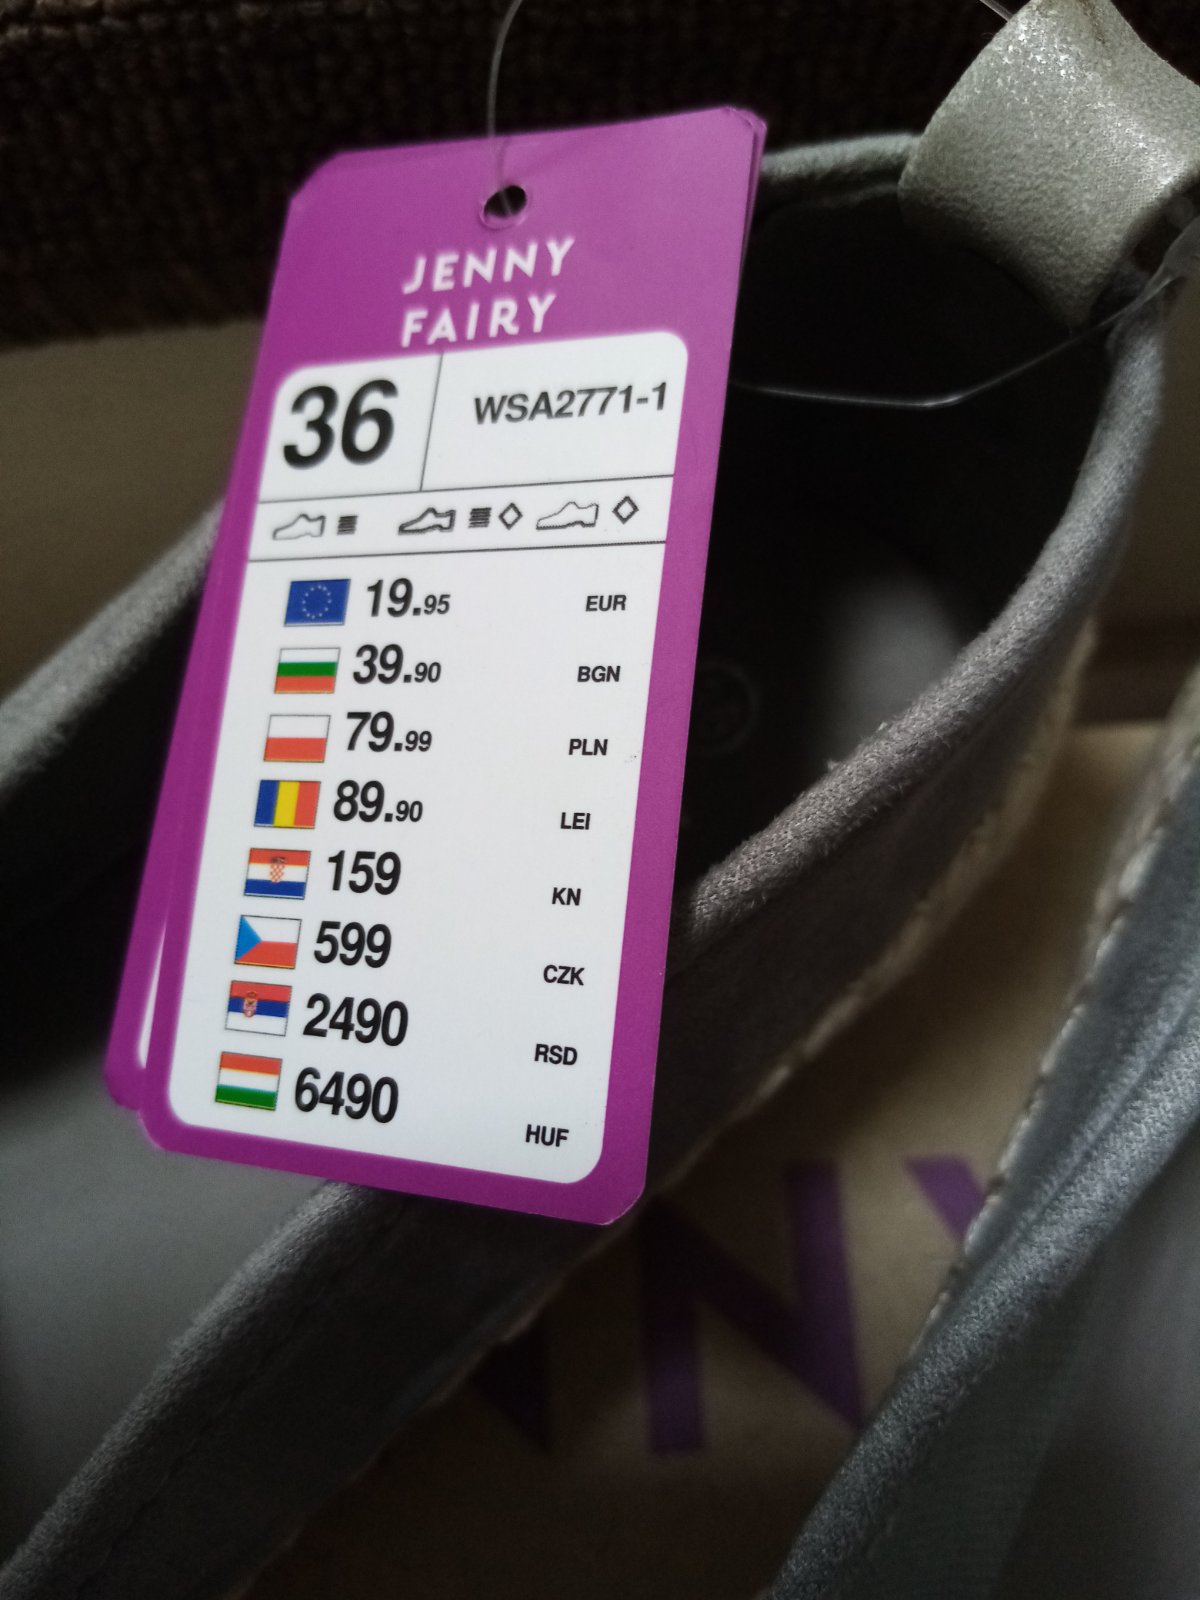 JENNY
FAIRY
36 WSA2771-1
19.95 EUR
39.90 BGN
79.99 PLN
89.90 LEI
159 KN
599 CZK
2490 RSD
6490 HUF